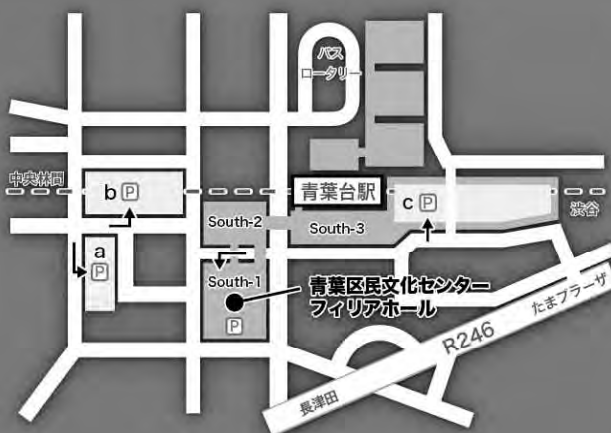 バス
ロータリー
中央林間
b P
青葉台駅
c P
渋谷
South-2
South-3
a
P
South-1
青葉区民文化センター
フィリアホール
P
たまプラーザ
R246
長津田